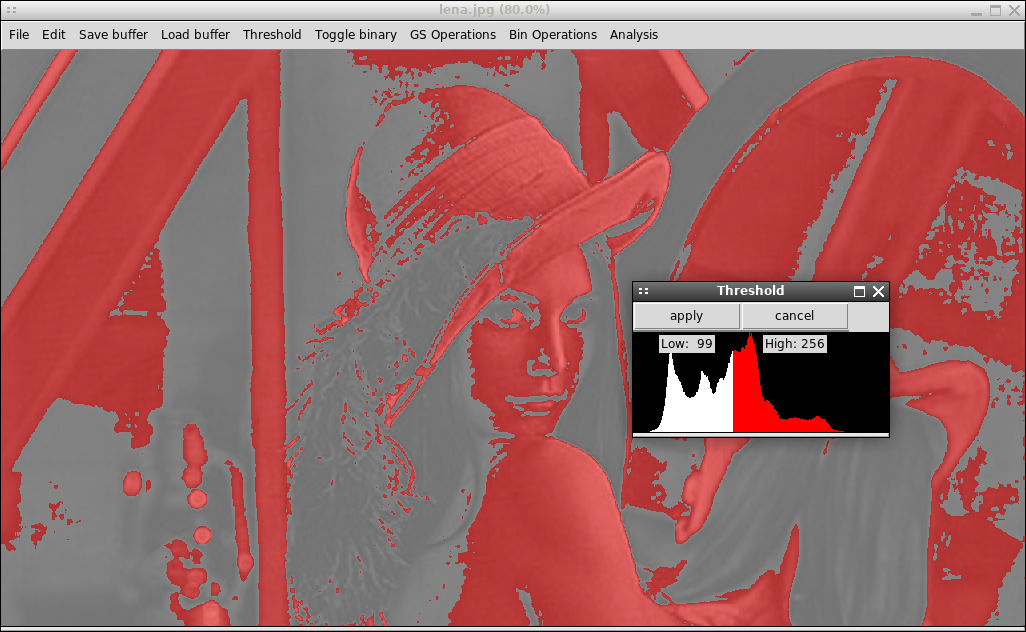 lena.jpg (80.0%)
File Edit Save buffer Load buffer Threshold Toggle binary GS Operations Bin Operations Analysis
Threshold
apply cancel
Low: 99 High: 256